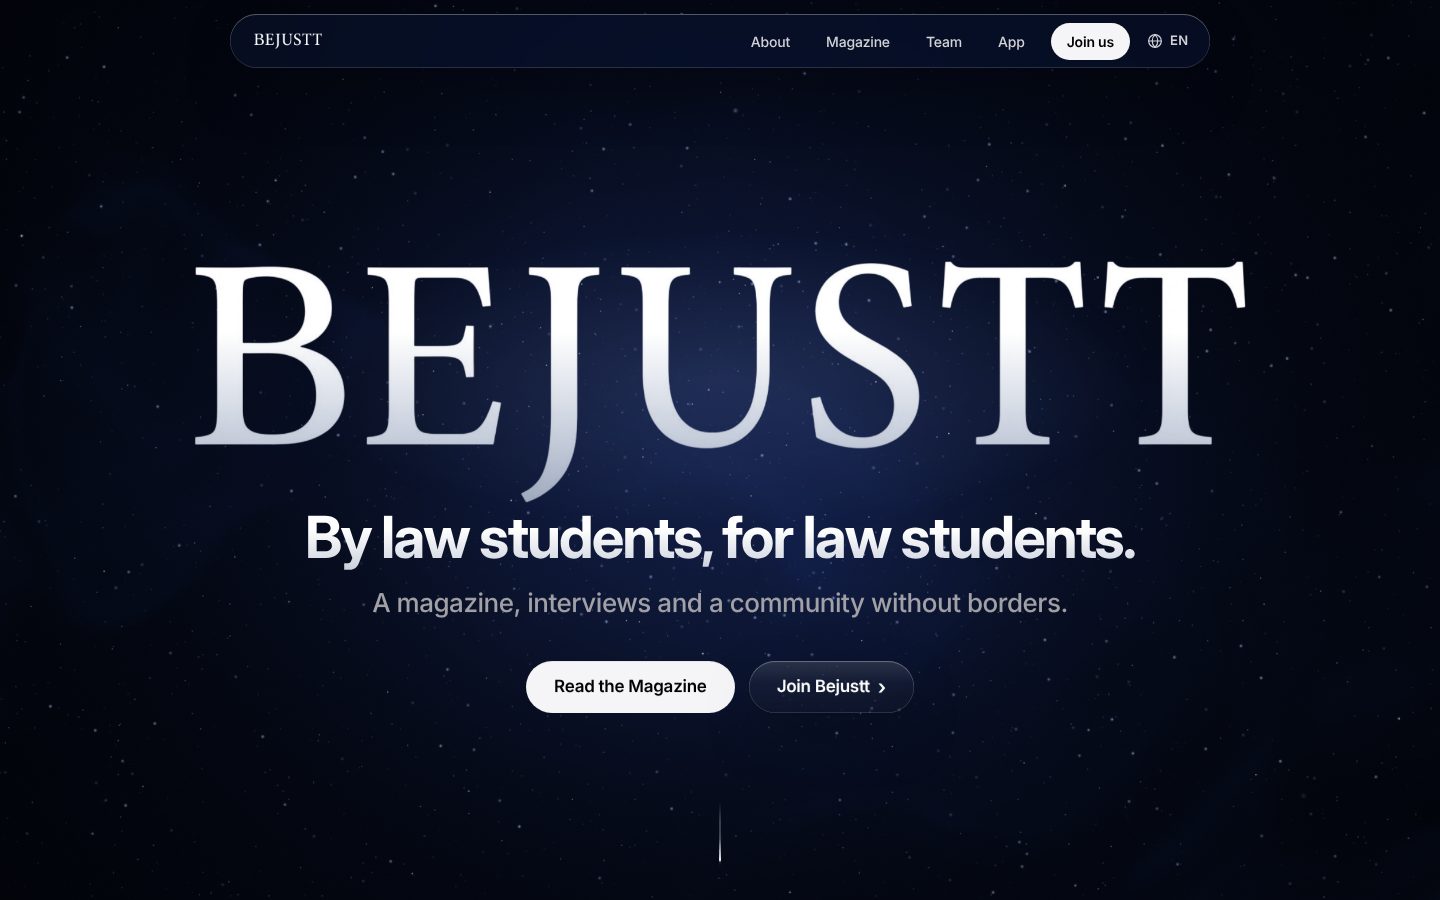 BEJUSTT
About
Magazine
Team
App
Join us
EN
BEJUSTT
By law students, for law students.
A magazine, interviews and a community without borders.
Read the Magazine
Join Bejustt ›